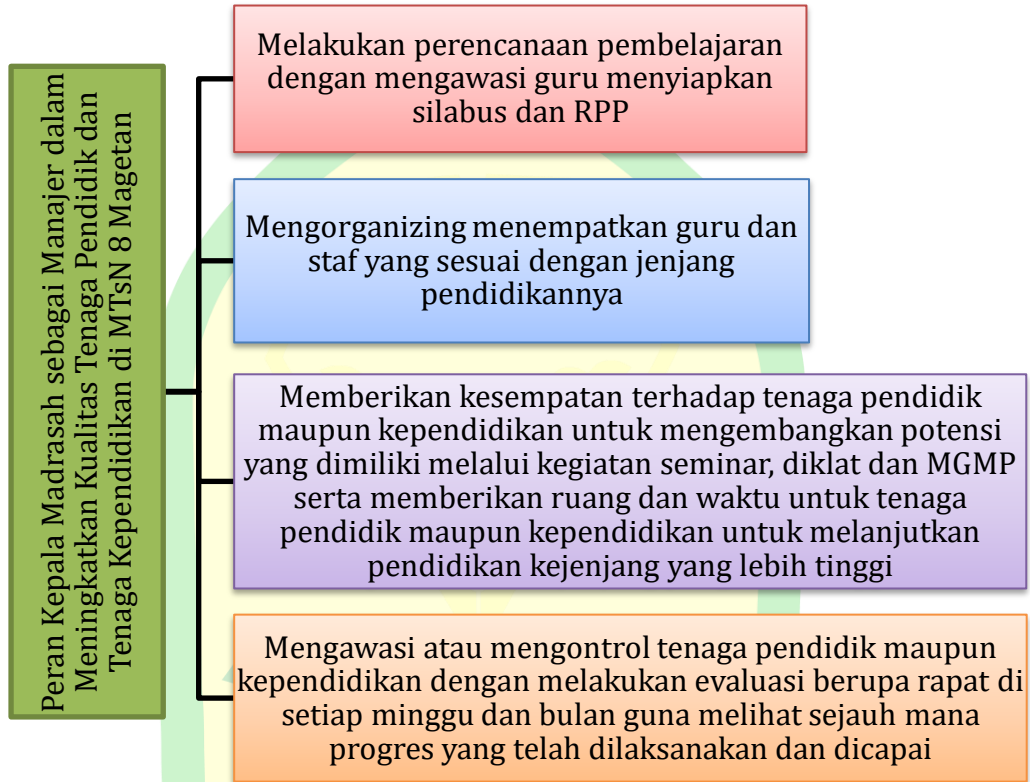 Peran Kepala Madrasah sebagai Manajer dalam
Meningkatkan Kualitas Tenaga Pendidik dan
Tenaga Kependidikan di MTsN 8 Magetan
Melakukan perencanaan pembelajaran
dengan mengawasi guru menyiapkan
silabus dan RPP
Mengorganizing menempatkan guru dan
staf yang sesuai dengan jenjang
pendidikannya
Memberikan kesempatan terhadap tenaga pendidik
maupun kependidikan untuk mengembangkan potensi
yang dimiliki melalui kegiatan seminar, diklat dan MGMP
serta memberikan ruang dan waktu untuk tenaga
pendidik maupun kependidikan untuk melanjutkan
pendidikan kejenjang yang lebih tinggi
Mengawasi atau mengontrol tenaga pendidik maupun
kependidikan dengan melakukan evaluasi berupa rapat di
setiap minggu dan bulan guna melihat sejauh mana
progres yang telah dilaksanakan dan dicapai